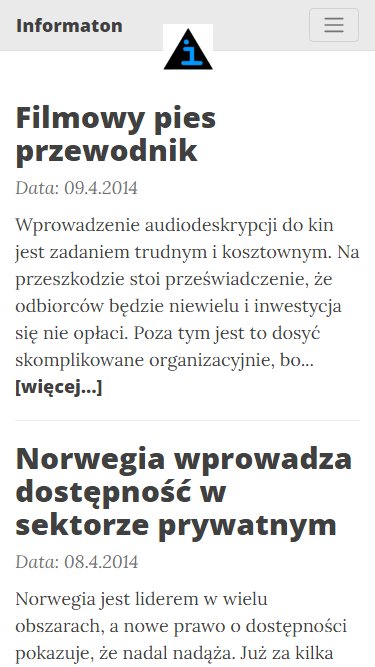 Informaton
i
Filmowy pies
przewodnik
Data: 09.4.2014
Wprowadzenie audiodeskrypcji do kin
jest zadaniem trudnym i kosztownym. Na
przeszkodzie stoi przeświadczenie, że
odbiorców będzie niewielu i inwestycja
się nie opłaci. Poza tym jest to dosyć
skomplikowane organizacyjnie, bo...
[więcej...]
Norwegia wprowadza
dostępność w
sektorze prywatnym
Data: 08.4.2014
Norwegia jest liderem w wielu
obszarach, a nowe prawo o dostępności
pokazuje, że nadal nadąża. Już za kilka